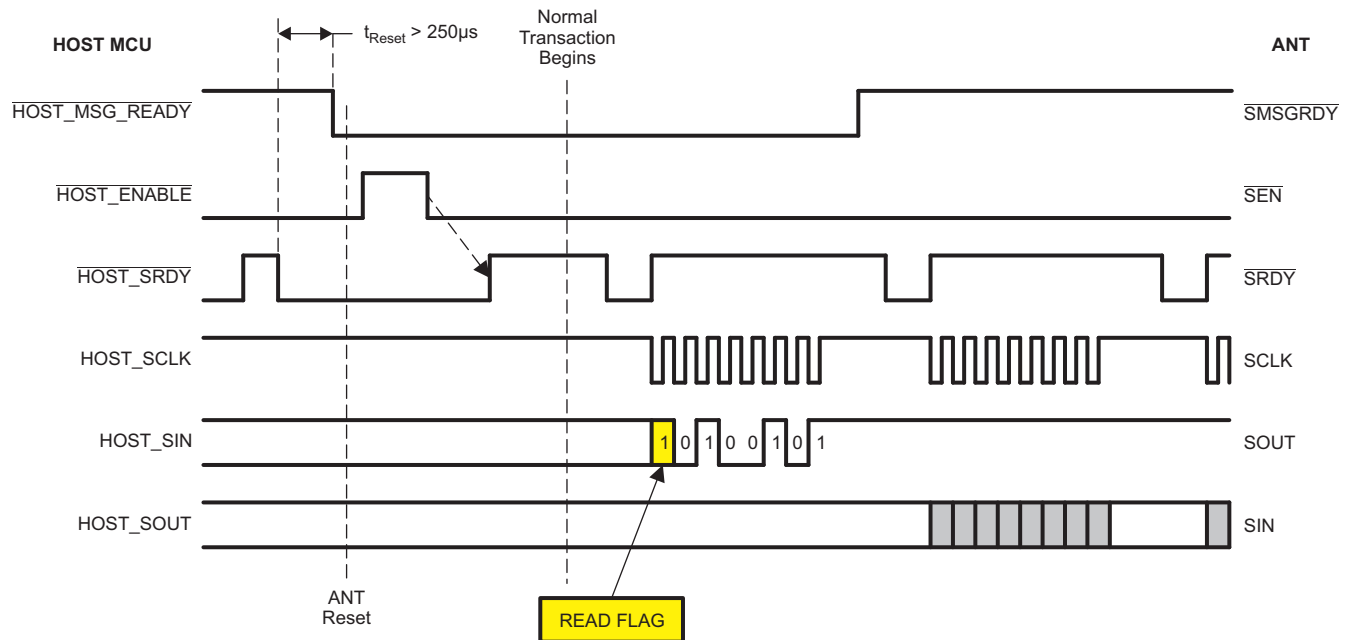 HOST MCU
t_Reset > 250µs
Normal
Transaction
Begins
ANT
HOST_MSG_READY
SMSGRDY
HOST_ENABLE
SEN
HOST_SRDY
SRDY
HOST_SCLK
SCLK
HOST_SIN
1 0 1 0 0 1 0 1
SOUT
HOST_SOUT
SIN
ANT
Reset
READ FLAG